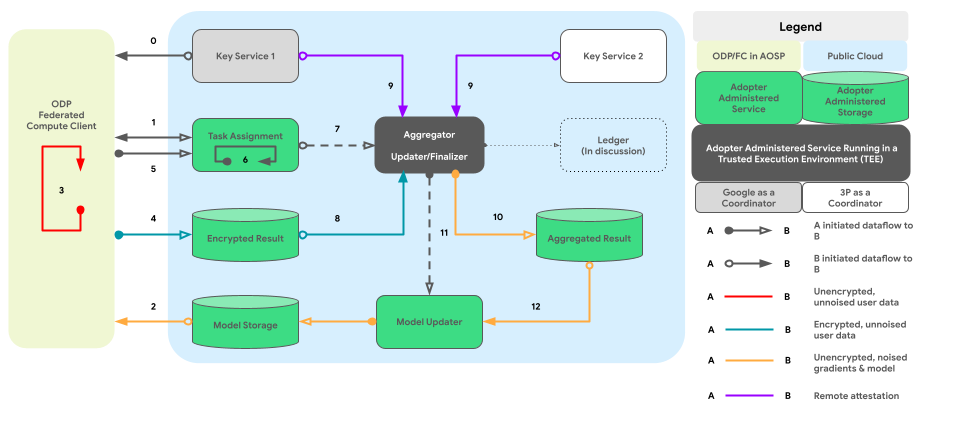 0
Key Service 1
Key Service 2
9
9
ODP
Federated
Compute Client
1
Task Assignment
6
5
7
Aggregator
Updater/Finalizer
Ledger
(In discussion)
3
4
Encrypted Result
8
11
10
Aggregated Result
2
Model Storage
Model Updater
12
Legend
ODP/FC in AOSP
Public Cloud
Adopter
Administered
Service
Adopter
Administered
Storage
Adopter Administered Service Running in a
Trusted Execution Environment (TEE)
Google as a
Coordinator
3P as a
Coordinator
A
B
A initiated dataflow to
B
A
B
B initiated dataflow to
B
A
B
Unencrypted,
unnoised user data
A
B
Encrypted, unnoised
user data
A
B
Unencrypted, noised
gradients & model
A
B
Remote attestation